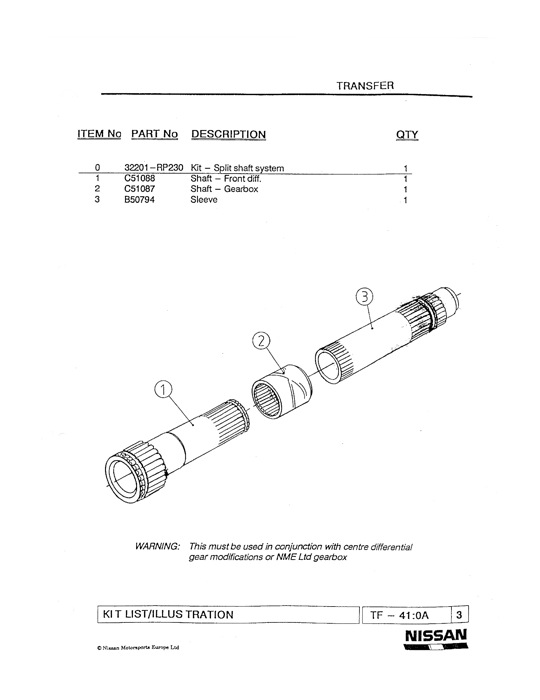 TRANSFER
ITEM No PART No DESCRIPTION QTY
0 32201-RP230 Kit - Split shaft system 1
1 C51088 Shaft - Front diff. 1
2 C51087 Shaft - Gearbox 1
3 B50794 Sleeve 1
3
2
1
WARNING: This must be used in conjunction with centre differential
gear modifications or NME Ltd gearbox
KIT LIST/ILLUSTRATION TF - 41:0A 3
NISSAN
© Nissan Motorsports Europe Ltd